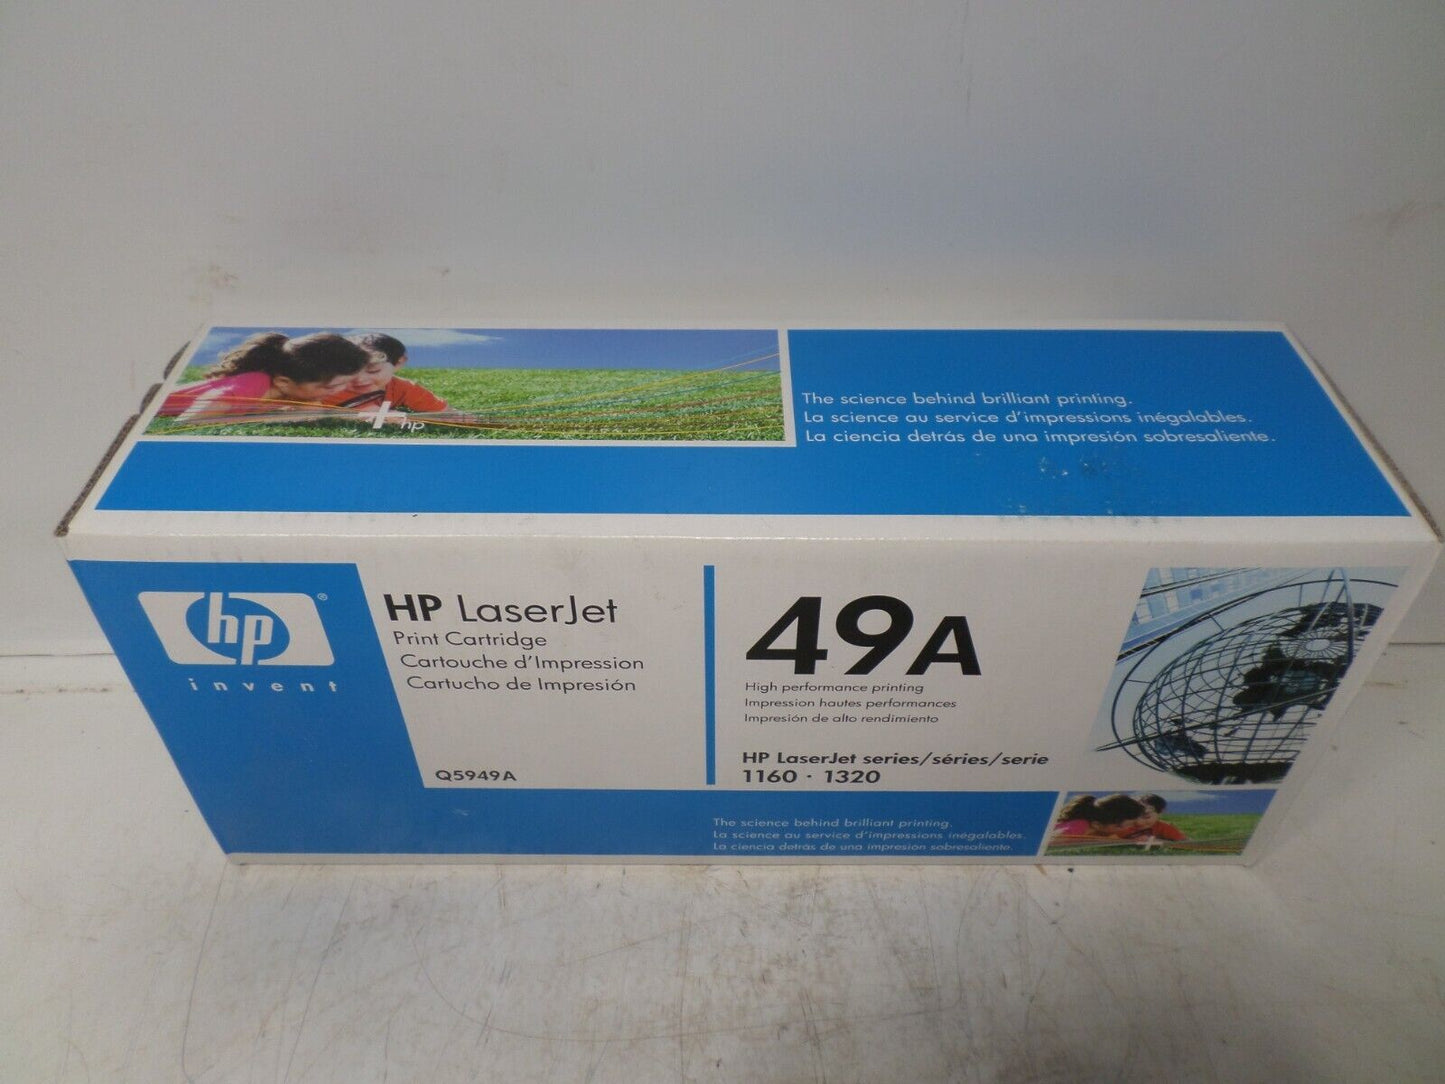 hp
The science behind brilliant printing.
La science au service d'impressions inégalables.
La ciencia detrás de una impresión sobresaliente.
hp®
invent
HP LaserJet
Print Cartridge
Cartouche d'Impression
Cartucho de Impresión
Q5949A
49A
High performance printing
Impression hautes performances
Impresión de alto rendimiento
HP LaserJet series/séries/serie
1160 · 1320
The science behind brilliant printing.
La science au service d'impressions inégalables.
La ciencia detrás de una impresión sobresaliente.